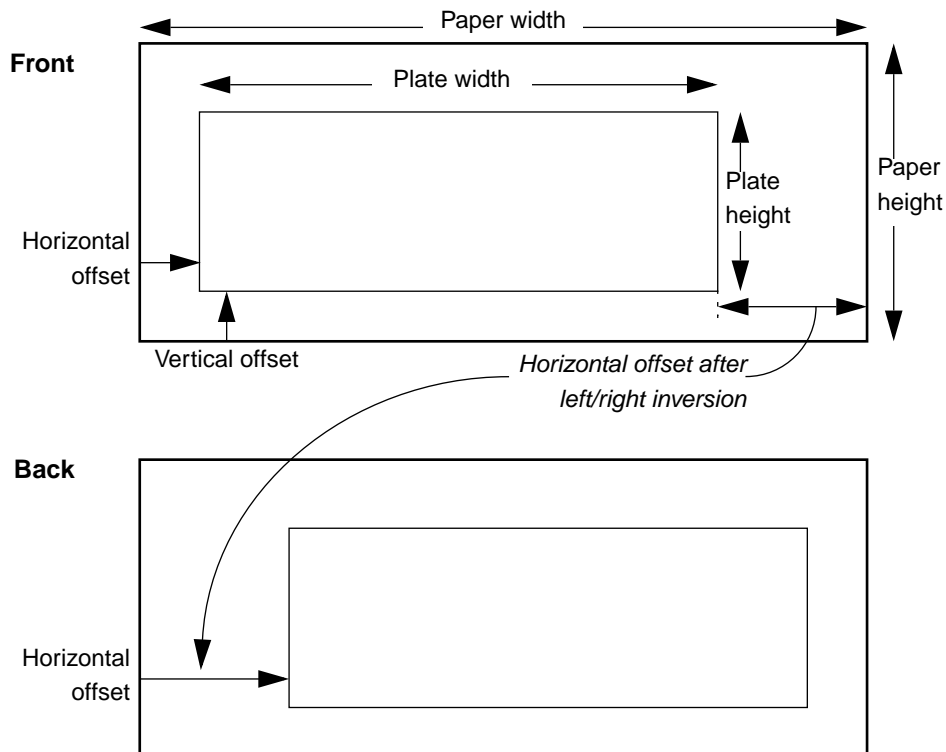 Paper width
Front
Plate width
Plate
height
Paper
height
Horizontal
offset
Vertical offset
Horizontal offset after
left/right inversion
Back
Horizontal
offset